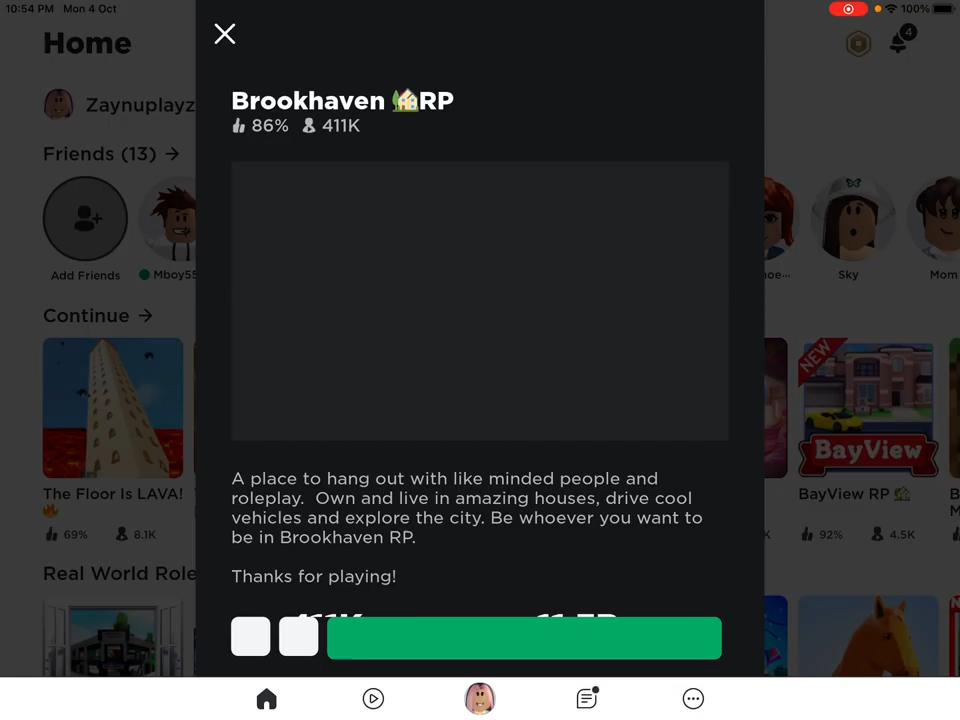 10:54 PM Mon 4 Oct
100%
Home
4
Brookhaven 🏡RP
86% 411K
Zaynuplayz
Friends (13) →
Add Friends
Mboy55
hoe...
Sky
Mom
Continue →
NEW
BayView
The Floor Is LAVA!
🔥
69% 8.1K
BayView RP 🏡
92% 4.5K
A place to hang out with like minded people and
roleplay. Own and live in amazing houses, drive cool
vehicles and explore the city. Be whoever you want to
be in Brookhaven RP.
Thanks for playing!
Real World Role
411K